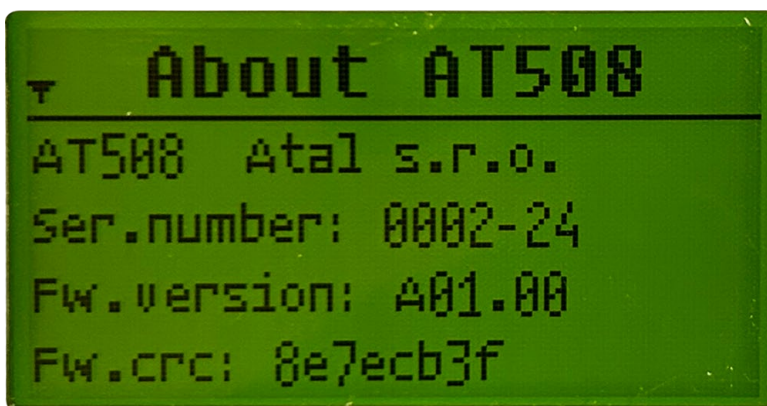 About AT508
AT508 Atal s.r.o.
Ser.number: 0002-24
Fw.version: A01.00
Fw.crc: 8e7ecb3f